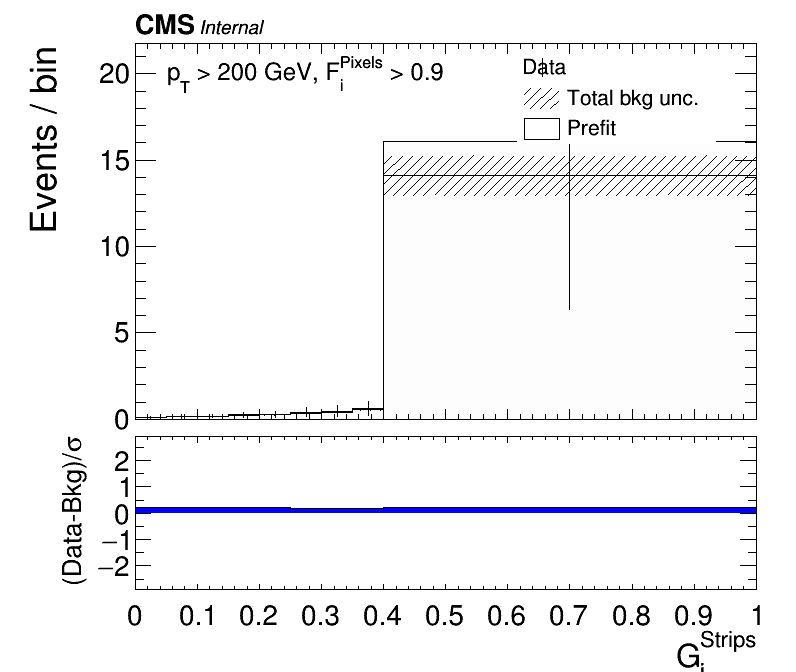 CMS Internal
Events / bin
20
15
10
5
0
p_T > 200 GeV, F_i^Pixels > 0.9
Data
Total bkg unc.
Prefit
(Data-Bkg)/σ
2
1
0
−1
−2
0 0.1 0.2 0.3 0.4 0.5 0.6 0.7 0.8 0.9 1
G_i^Strips